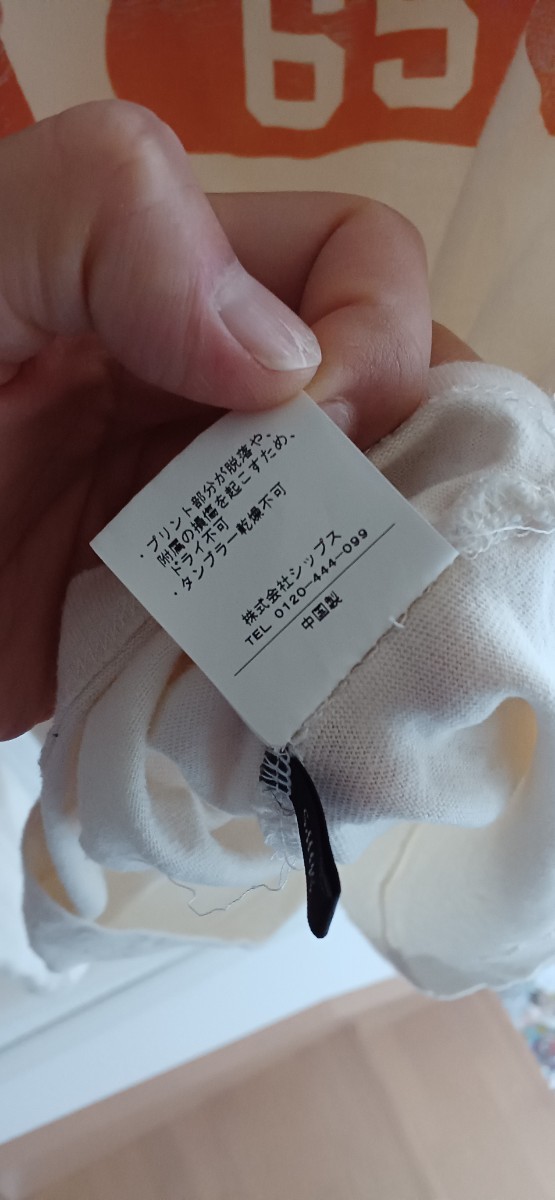 65
・プリント部分が脱落や、
附属の損傷を起こすため、
ドライ不可
・タンブラー乾燥不可
株式会社シップス
TEL 0120-444-099
中国製